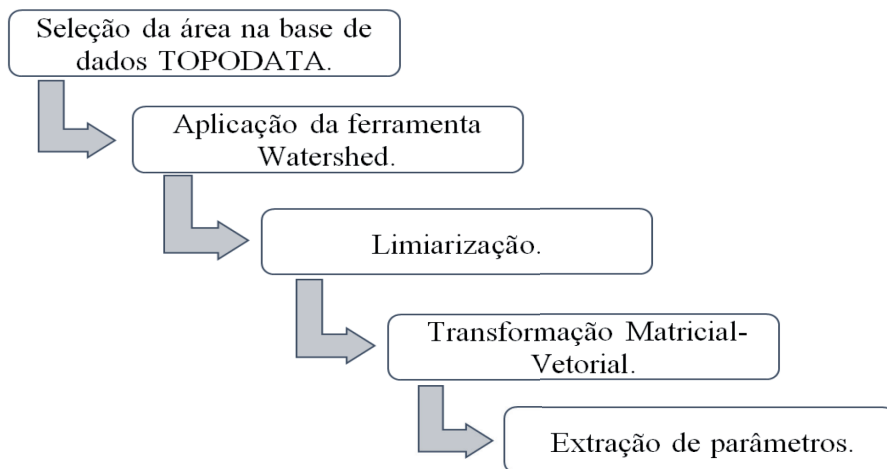 Seleção da área na base de
dados TOPODATA.
Aplicação da ferramenta
Watershed.
Limiarização.
Transformação Matricial-
Vetorial.
Extração de parâmetros.